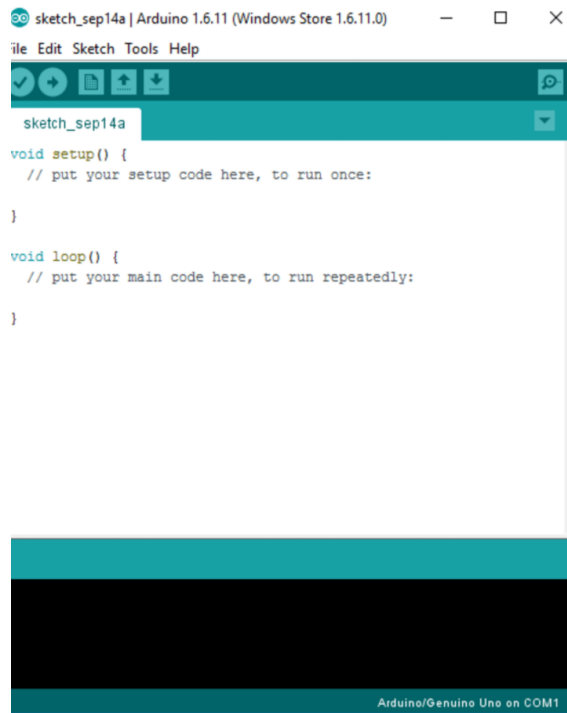 sketch_sep14a | Arduino 1.6.11 (Windows Store 1.6.11.0)
ile Edit Sketch Tools Help
sketch_sep14a
void setup() {
// put your setup code here, to run once:
}
void loop() {
// put your main code here, to run repeatedly:
}
Arduino/Genuino Uno on COM1